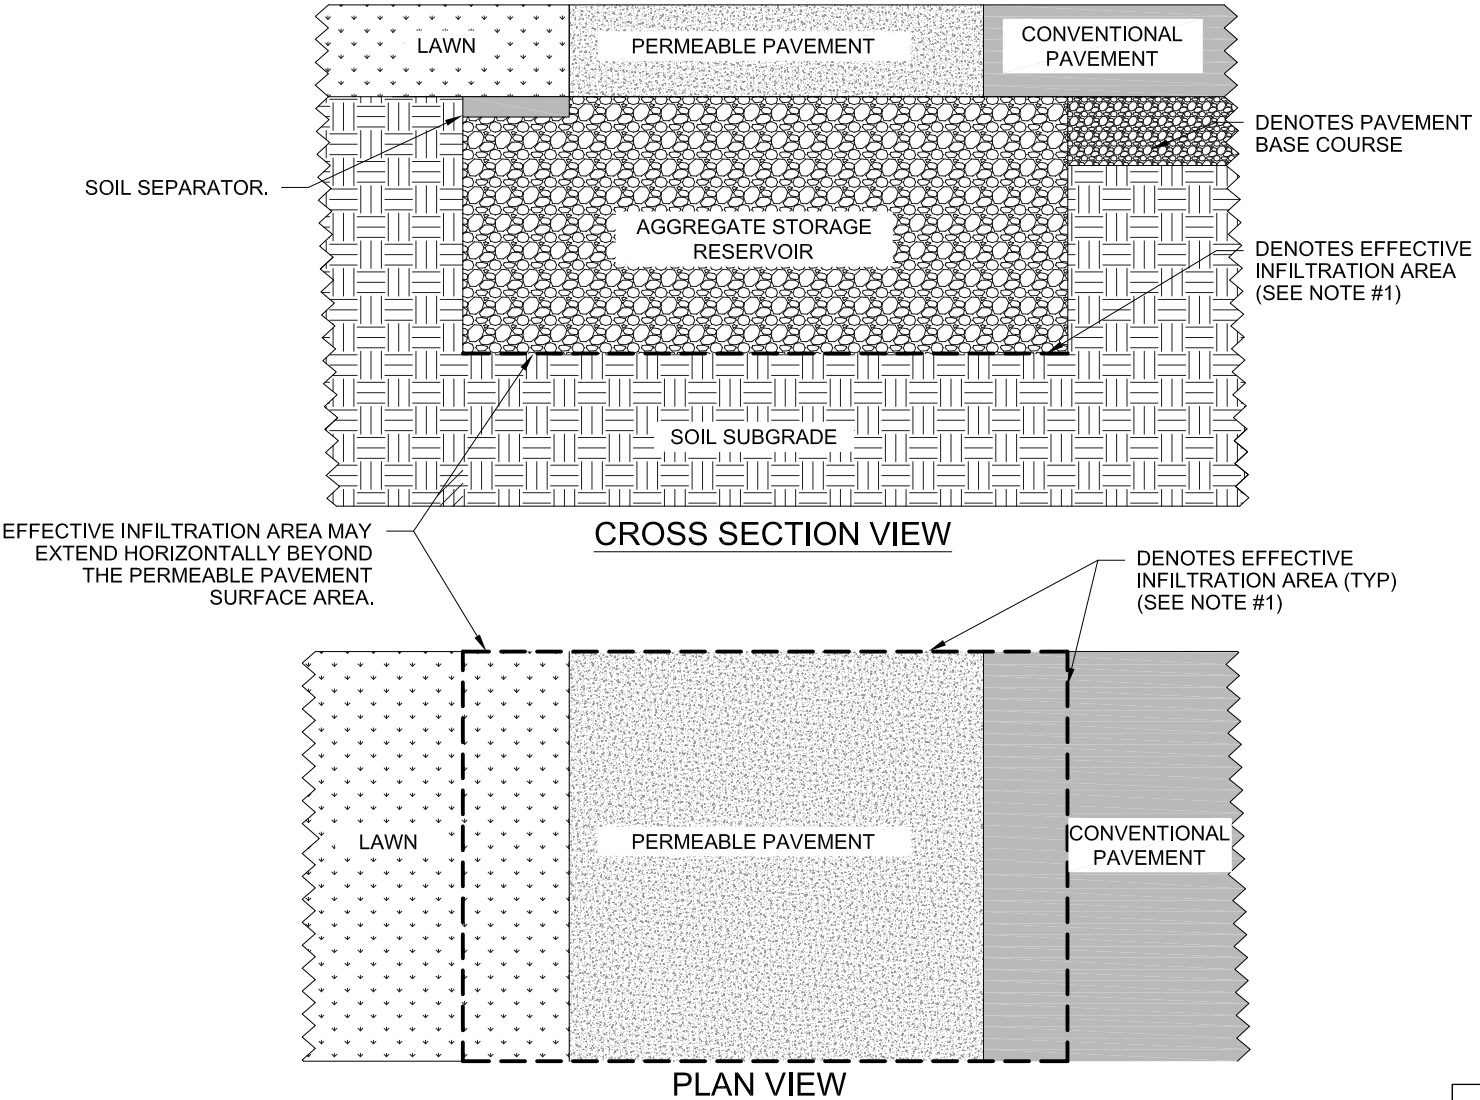 LAWN
PERMEABLE PAVEMENT
CONVENTIONAL
PAVEMENT
DENOTES PAVEMENT
BASE COURSE
SOIL SEPARATOR.
AGGREGATE STORAGE
RESERVOIR
DENOTES EFFECTIVE
INFILTRATION AREA
(SEE NOTE #1)
SOIL SUBGRADE
EFFECTIVE INFILTRATION AREA MAY
EXTEND HORIZONTALLY BEYOND
THE PERMEABLE PAVEMENT
SURFACE AREA.
CROSS SECTION VIEW
DENOTES EFFECTIVE
INFILTRATION AREA (TYP)
(SEE NOTE #1)
LAWN
PERMEABLE PAVEMENT
CONVENTIONAL
PAVEMENT
PLAN VIEW